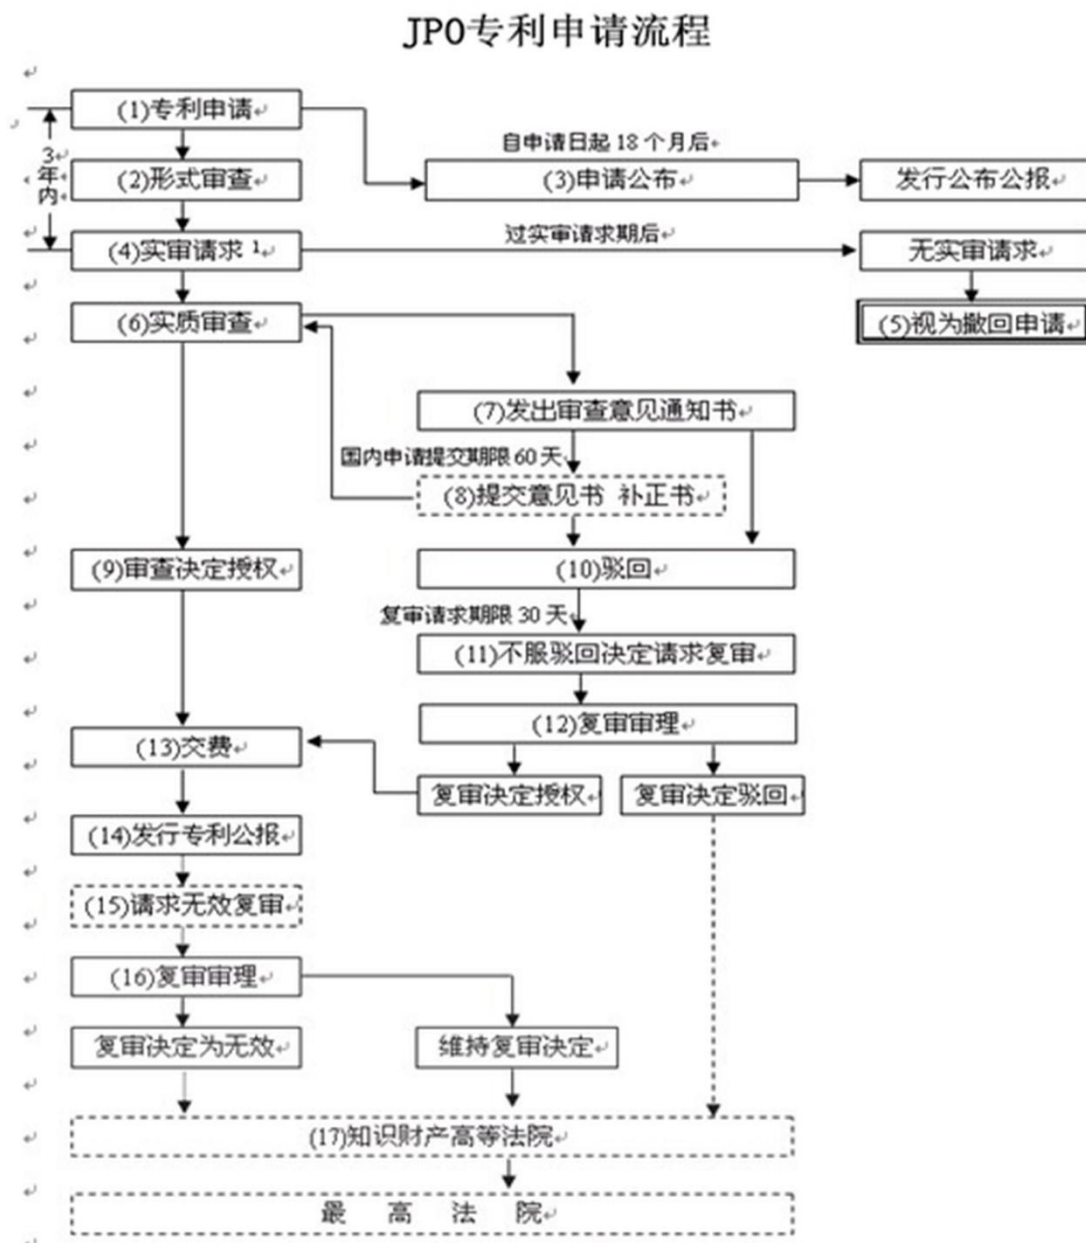 JPO专利申请流程
(1)专利申请
3年内
自申请日起 18 个月后
(2)形式审查
(3)申请公布
发行公布公报
(4)实审请求 1
过实审请求期后
无实审请求
(5)视为撤回申请
(6)实质审查
(7)发出审查意见通知书
国内申请提交期限 60 天
(8)提交意见书 补正书
(9)审查决定授权
(10)驳回
复审请求期限 30 天
(11)不服驳回决定请求复审
(12)复审审理
(13)交费
复审决定授权
复审决定驳回
(14)发行专利公报
(15)请求无效复审
(16)复审审理
复审决定为无效
维持复审决定
(17)知识财产高等法院
最 高 法 院